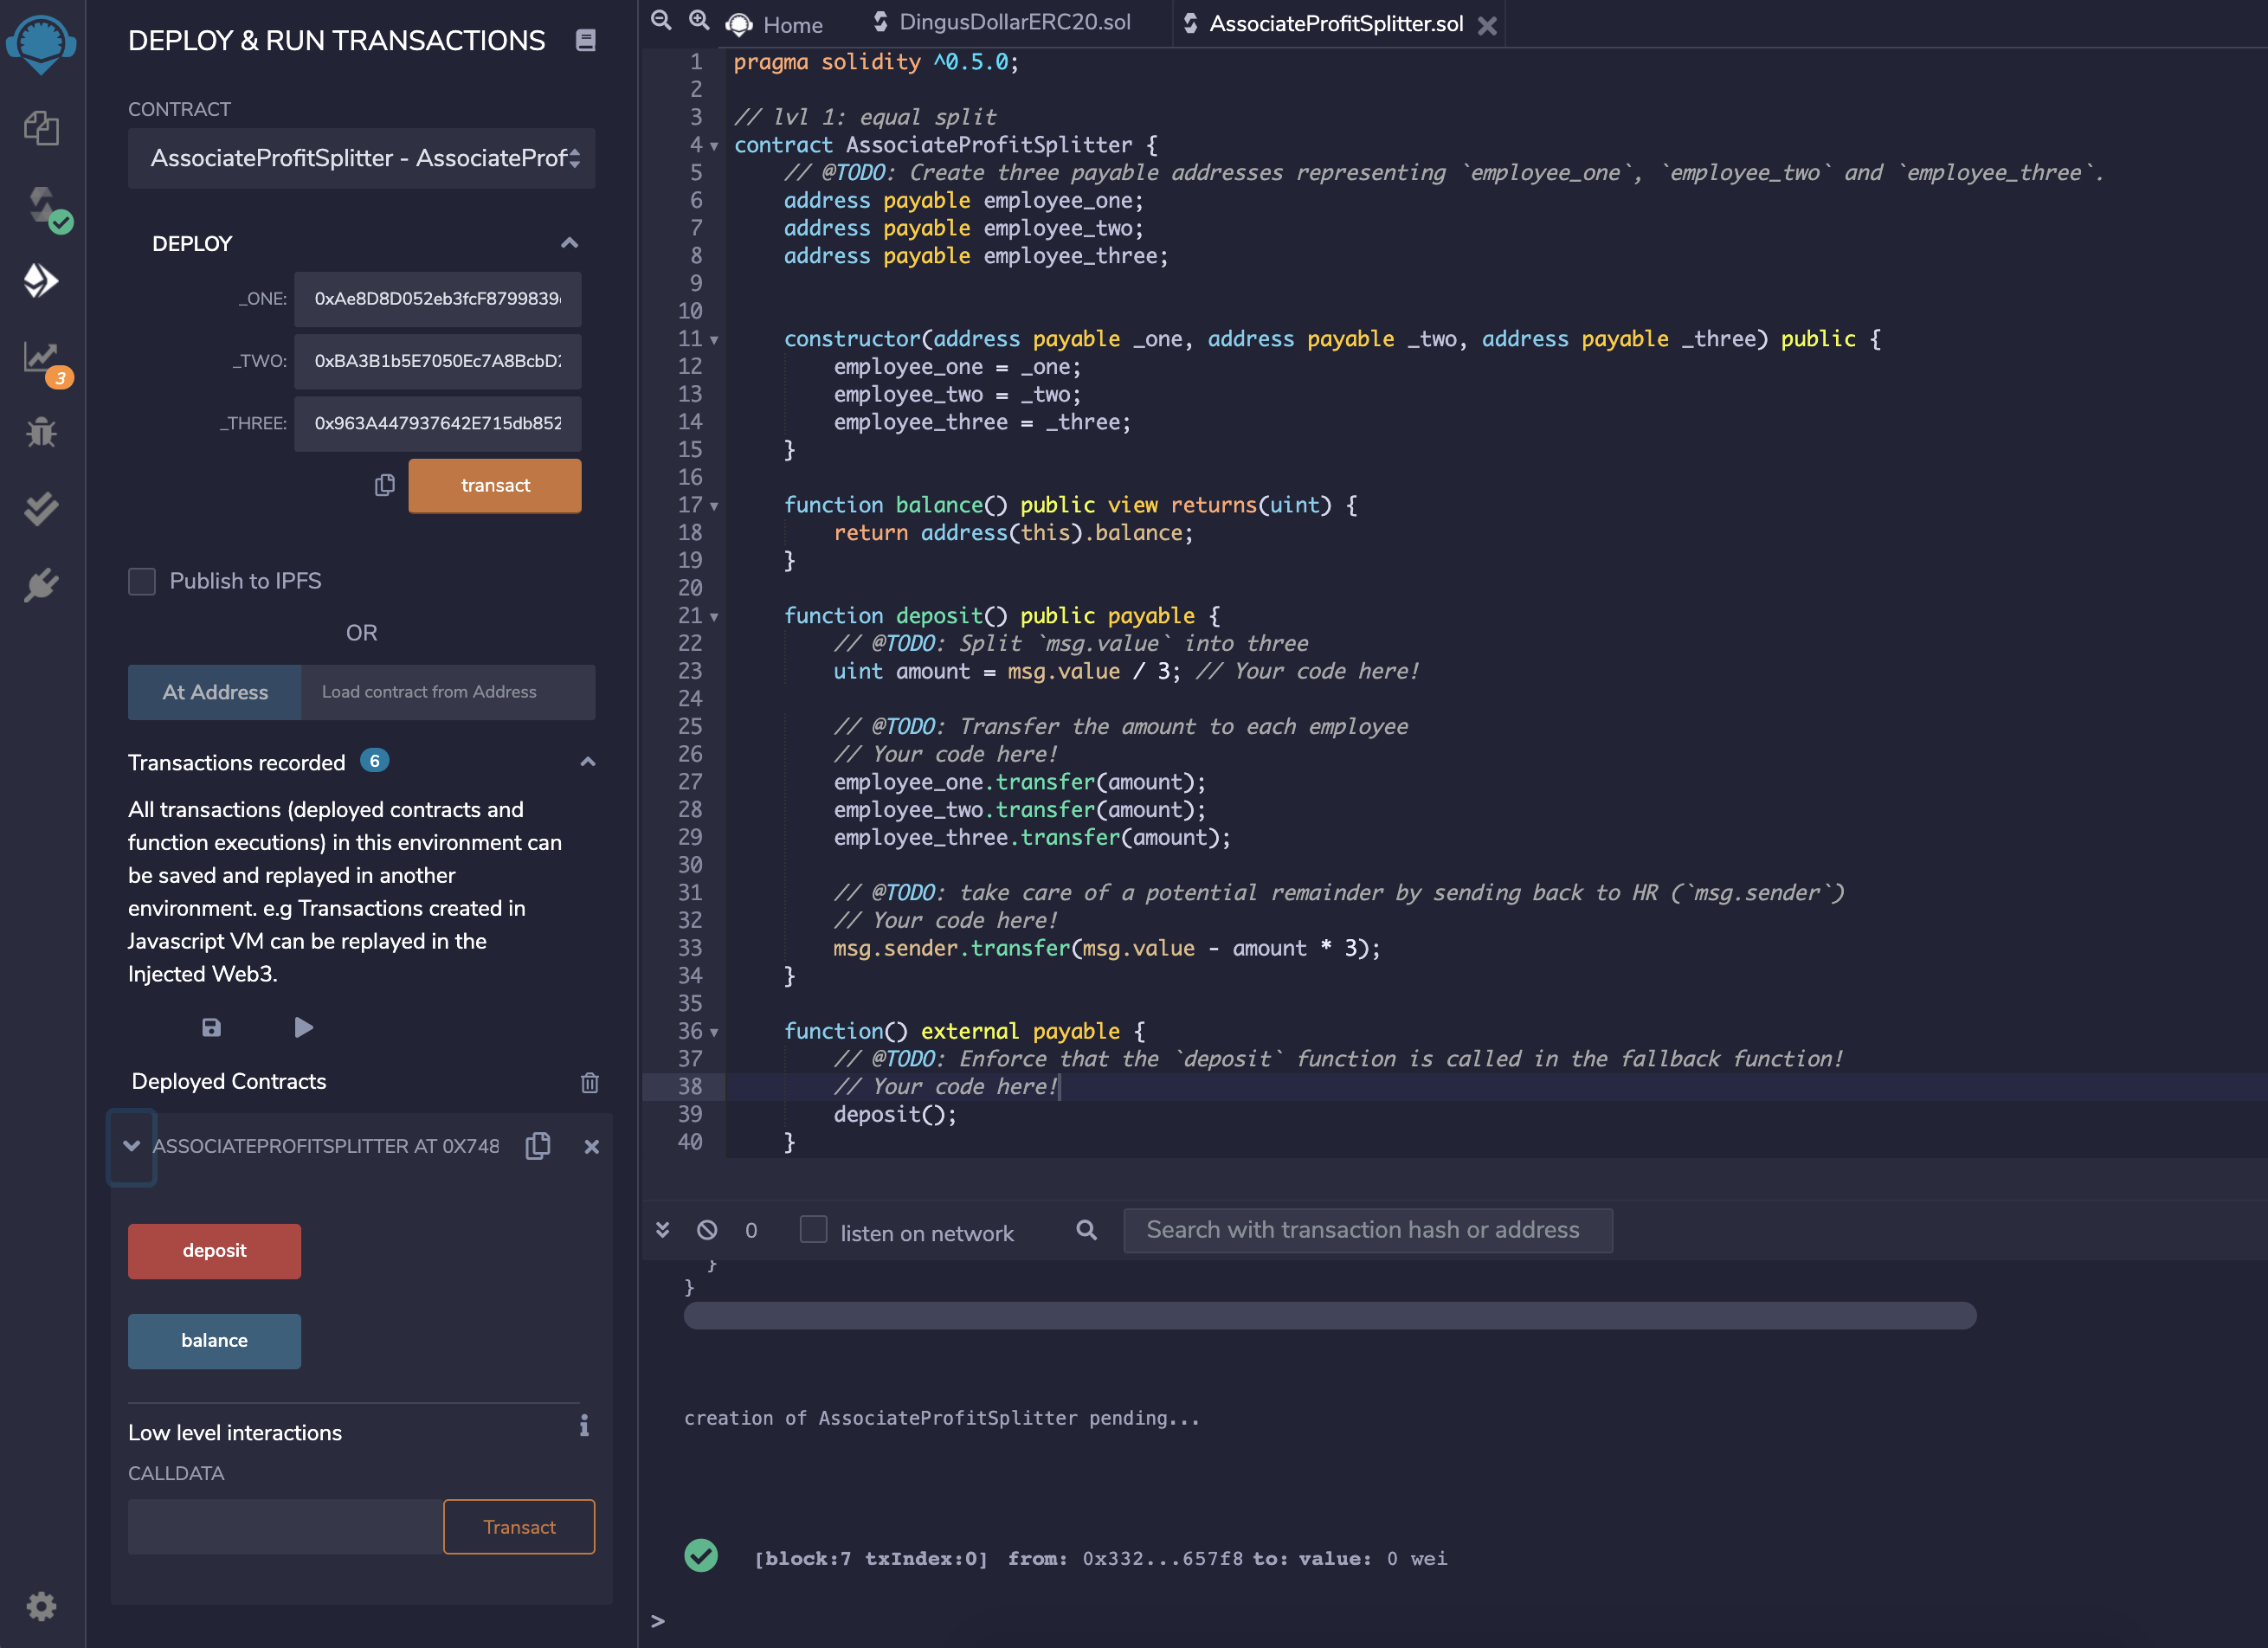 DEPLOY & RUN TRANSACTIONS
CONTRACT
AssociateProfitSplitter - AssociateProf
DEPLOY
_ONE: 0xAe8D8D052eb3fcF8799839
_TWO: 0xBA3B1b5E7050Ec7A8BcbD
_THREE: 0x963A447937642E715db852
transact
Publish to IPFS
OR
At Address Load contract from Address
Transactions recorded 6
All transactions (deployed contracts and
function executions) in this environment can
be saved and replayed in another
environment. e.g Transactions created in
Javascript VM can be replayed in the
Injected Web3.
Deployed Contracts
ASSOCIATEPROFITSPLITTER AT 0X748
deposit
balance
Low level interactions
CALLDATA
Transact
3
Home DingusDollarERC20.sol AssociateProfitSplitter.sol
1 pragma solidity ^0.5.0;
2
3 // lvl 1: equal split
4 contract AssociateProfitSplitter {
5 // @TODO: Create three payable addresses representing `employee_one`, `employee_two` and `employee_three`.
6 address payable employee_one;
7 address payable employee_two;
8 address payable employee_three;
9
10
11 constructor(address payable _one, address payable _two, address payable _three) public {
12 employee_one = _one;
13 employee_two = _two;
14 employee_three = _three;
15 }
16
17 function balance() public view returns(uint) {
18 return address(this).balance;
19 }
20
21 function deposit() public payable {
22 // @TODO: Split `msg.value` into three
23 uint amount = msg.value / 3; // Your code here!
24
25 // @TODO: Transfer the amount to each employee
26 // Your code here!
27 employee_one.transfer(amount);
28 employee_two.transfer(amount);
29 employee_three.transfer(amount);
30
31 // @TODO: take care of a potential remainder by sending back to HR (`msg.sender`)
32 // Your code here!
33 msg.sender.transfer(msg.value - amount * 3);
34 }
35
36 function() external payable {
37 // @TODO: Enforce that the `deposit` function is called in the fallback function!
38 // Your code here!
39 deposit();
40 }
0 listen on network Search with transaction hash or address
}
}
creation of AssociateProfitSplitter pending...
[block:7 txIndex:0] from: 0x332...657f8 to: value: 0 wei
>